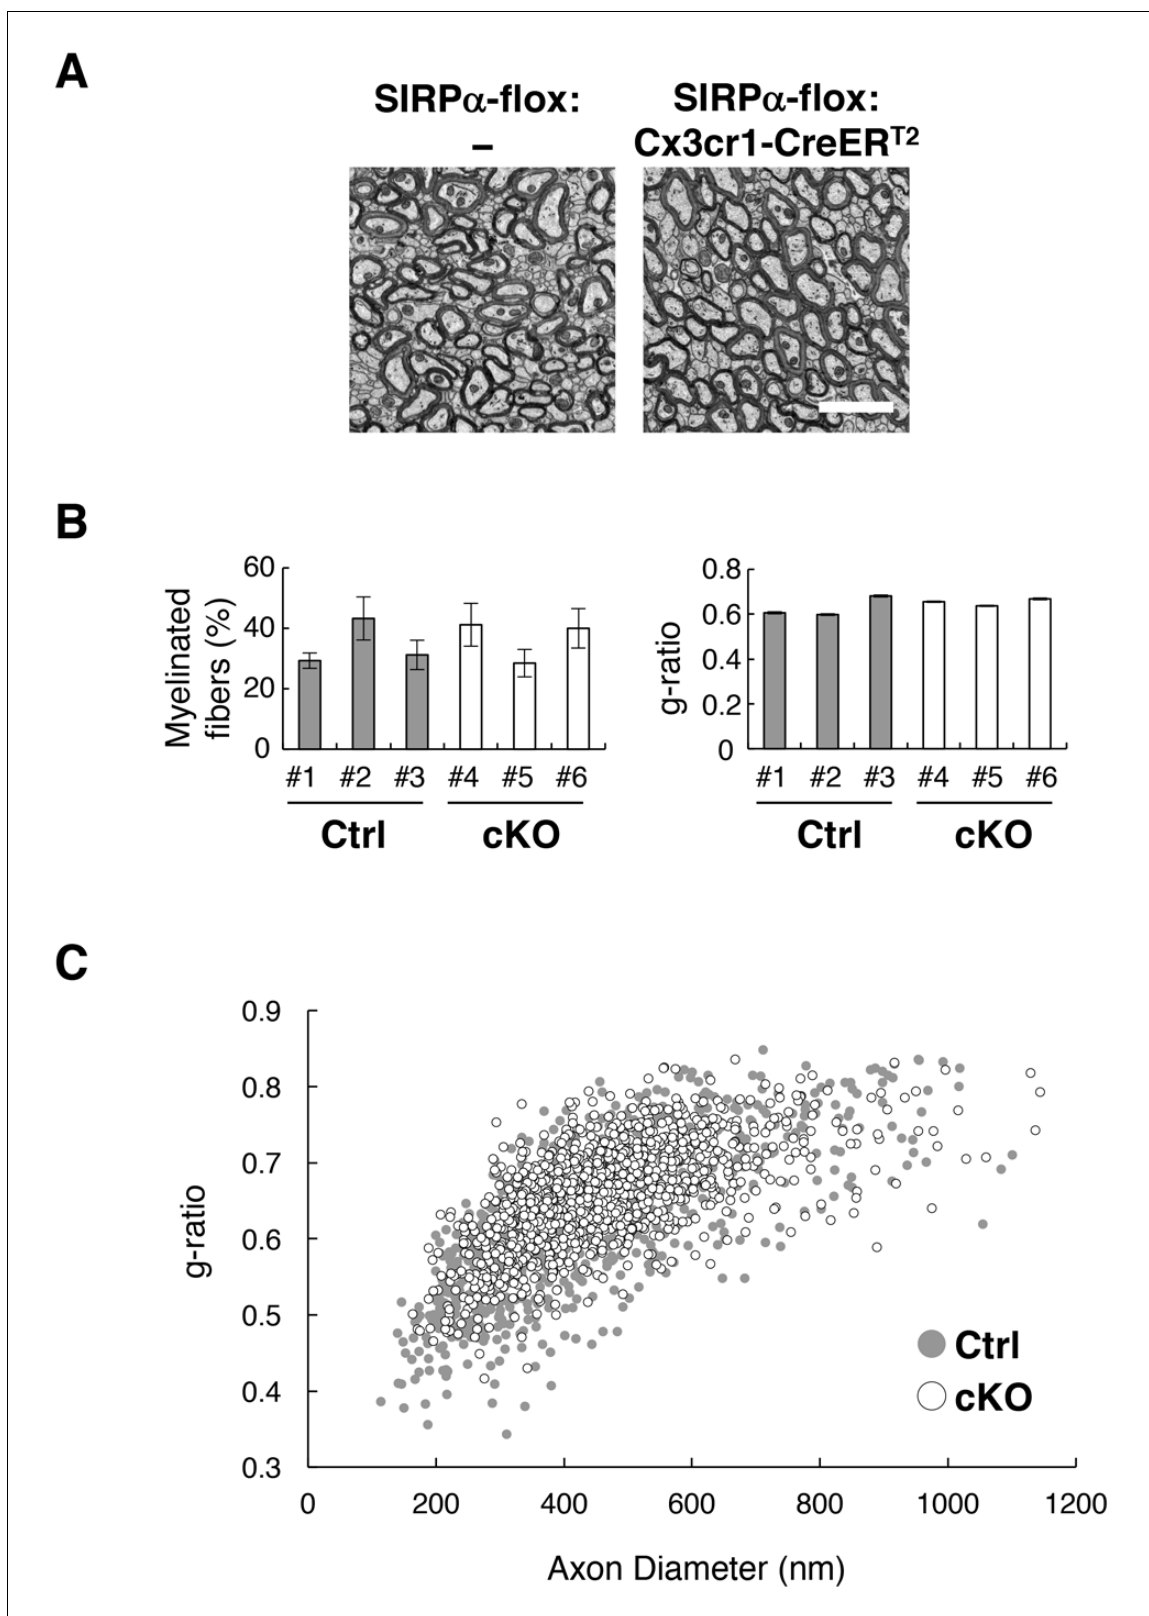 A
SIRPα-flox:
–
SIRPα-flox:
Cx3cr1-CreERT2
B
Myelinated
fibers (%)
60
40
20
0
#1 #2 #3 #4 #5 #6
Ctrl cKO
g-ratio
0.8
0.6
0.4
0.2
0
#1 #2 #3 #4 #5 #6
Ctrl cKO
C
g-ratio
0.9
0.8
0.7
0.6
0.5
0.4
0.3
Ctrl
cKO
0 200 400 600 800 1000 1200
Axon Diameter (nm)